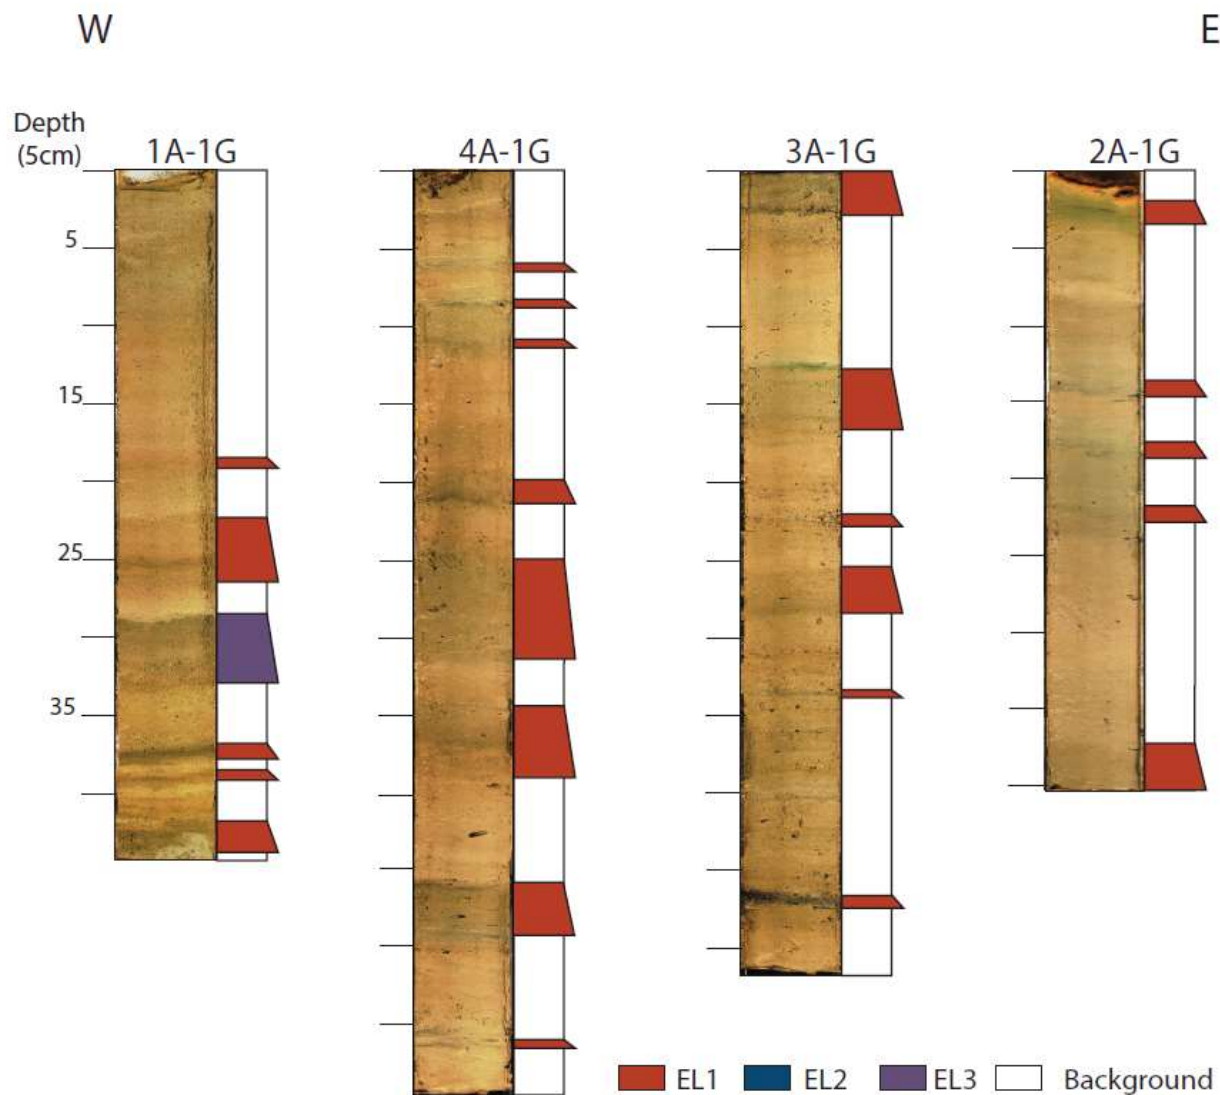 W
E
Depth
(5cm)
1A-1G
4A-1G
3A-1G
2A-1G
5
15
25
35
EL1
EL2
EL3
Background